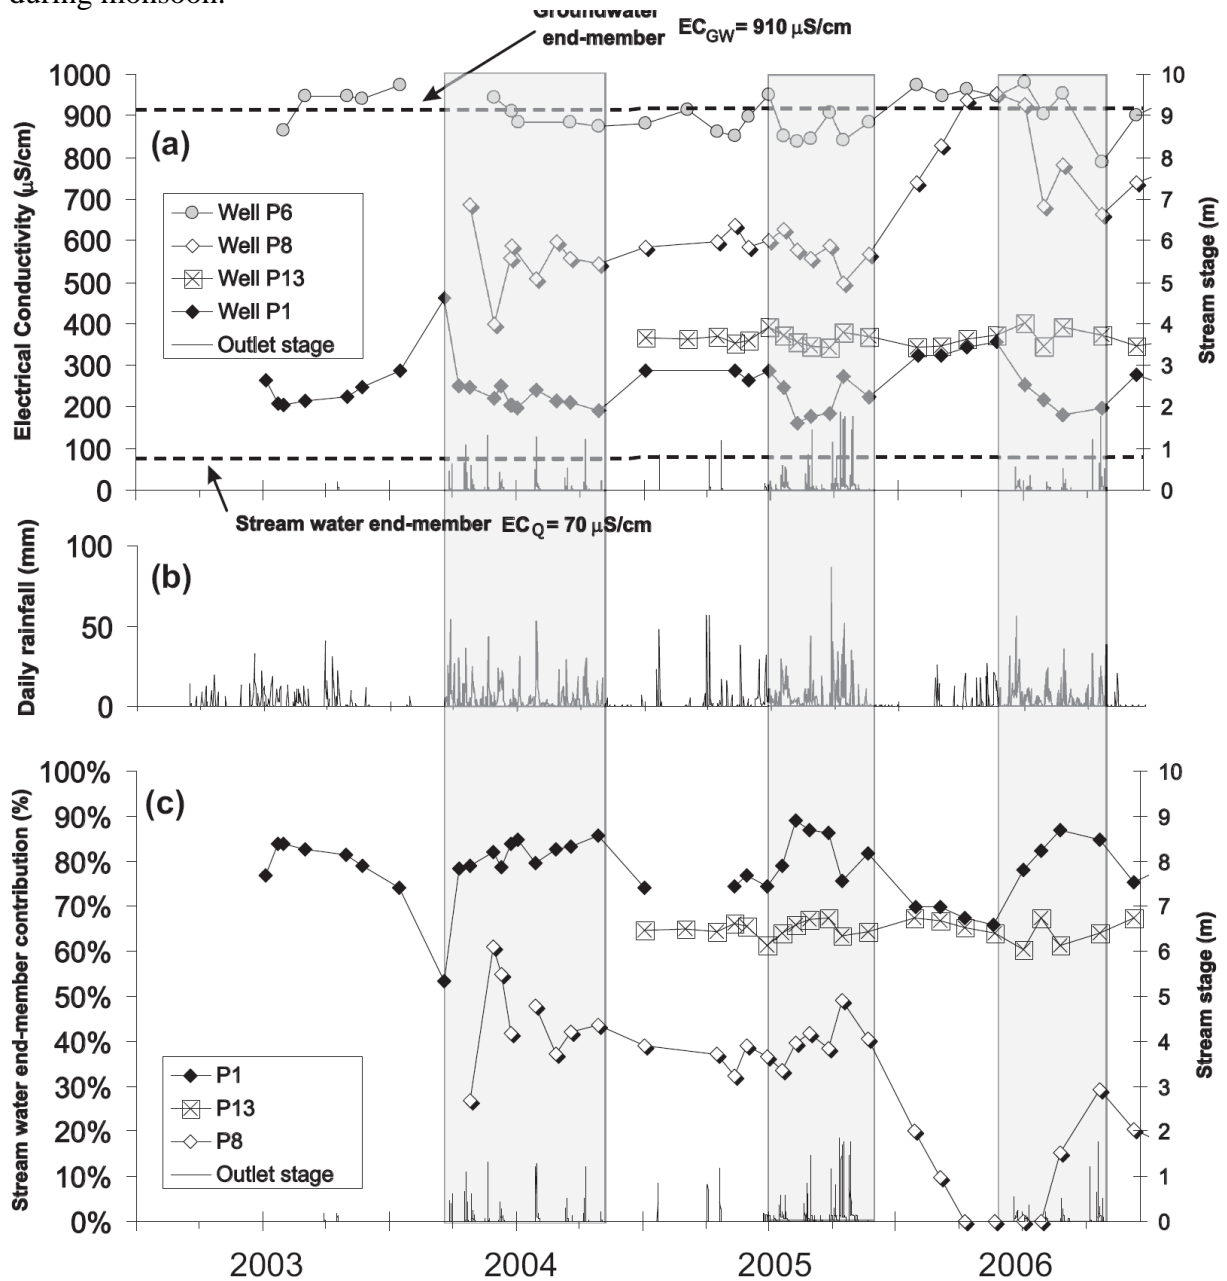 during monsoon.
Groundwater
end-member EC_GW = 910 µS/cm
1000
900
800
700
600
500
400
300
200
100
0
Electrical Conductivity (µS/cm)
(a)
Well P6
Well P8
Well P13
Well P1
Outlet stage
10
9
8
7
6
5
4
3
2
1
0
Stream stage (m)
Stream water end-member EC_Q = 70 µS/cm
100
50
0
Daily rainfall (mm)
(b)
100%
90%
80%
70%
60%
50%
40%
30%
20%
10%
0%
Stream water end-member contribution (%)
(c)
P1
P13
P8
Outlet stage
10
9
8
7
6
5
4
3
2
1
0
Stream stage (m)
2003 2004 2005 2006